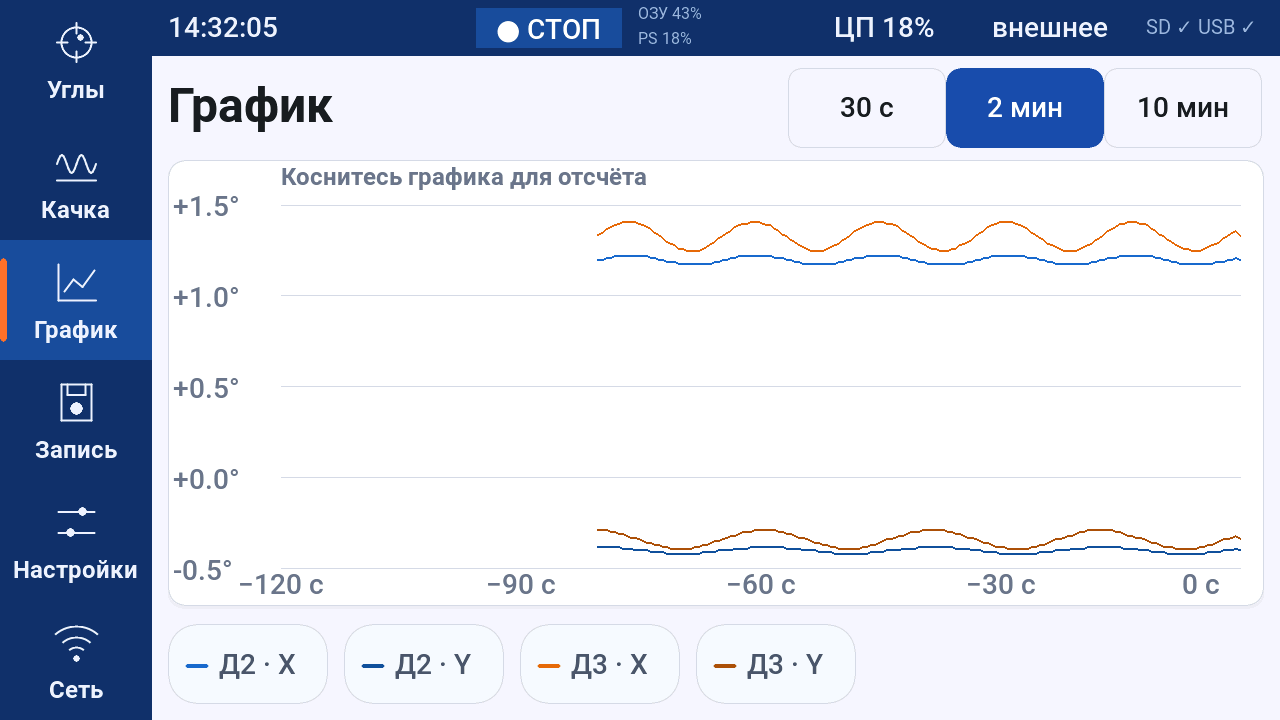 14:32:05
СТОП
ОЗУ 43%
PS 18%
ЦП 18%
внешнее
SD ✓ USB ✓
Углы
Качка
График
Запись
Настройки
Сеть
График
30 с
2 мин
10 мин
Коснитесь графика для отсчёта
+1.5°
+1.0°
+0.5°
+0.0°
-0.5°
−120 с
−90 с
−60 с
−30 с
0 с
Д2 · X
Д2 · Y
Д3 · X
Д3 · Y